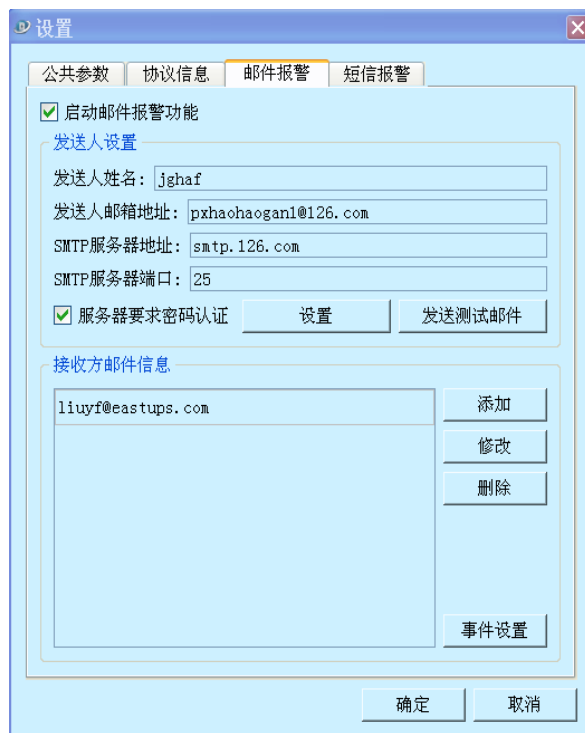 设置
公共参数 协议信息 邮件报警 短信报警
启动邮件报警功能
发送人设置
发送人姓名: jghaf
发送人邮箱地址: pxhaohaogan1@126.com
SMTP服务器地址: smtp.126.com
SMTP服务器端口: 25
服务器要求密码认证 设置 发送测试邮件
接收方邮件信息
liuyf@eastups.com 添加
修改
删除
事件设置
确定 取消